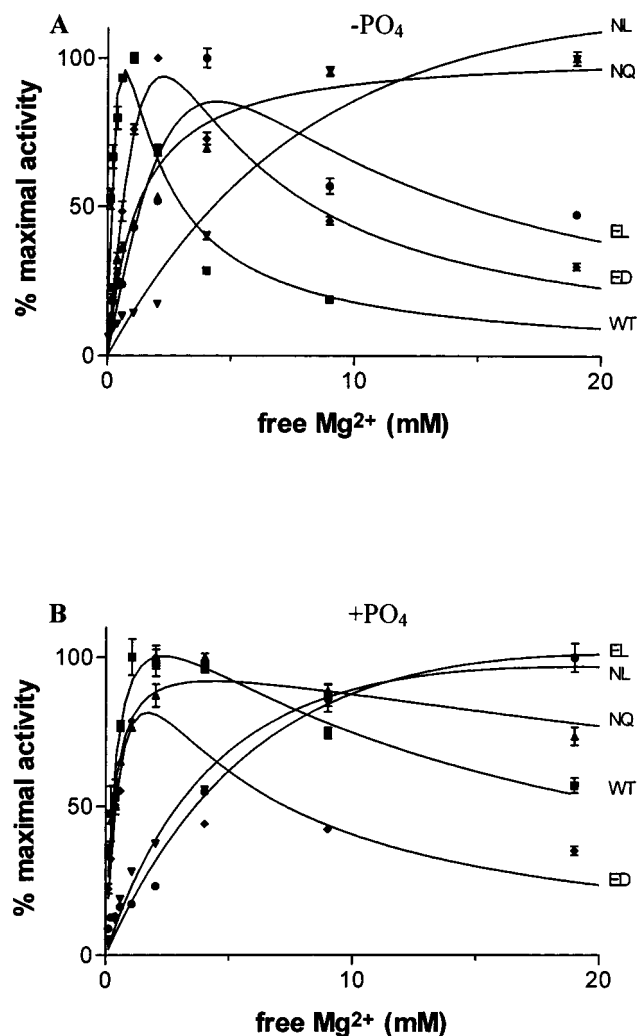 A
-PO4
100
50
0
% maximal activity
0
10
20
free Mg2+ (mM)
NL
NQ
EL
ED
WT
B
+PO4
100
50
0
% maximal activity
0
10
20
free Mg2+ (mM)
EL
NL
NQ
WT
ED